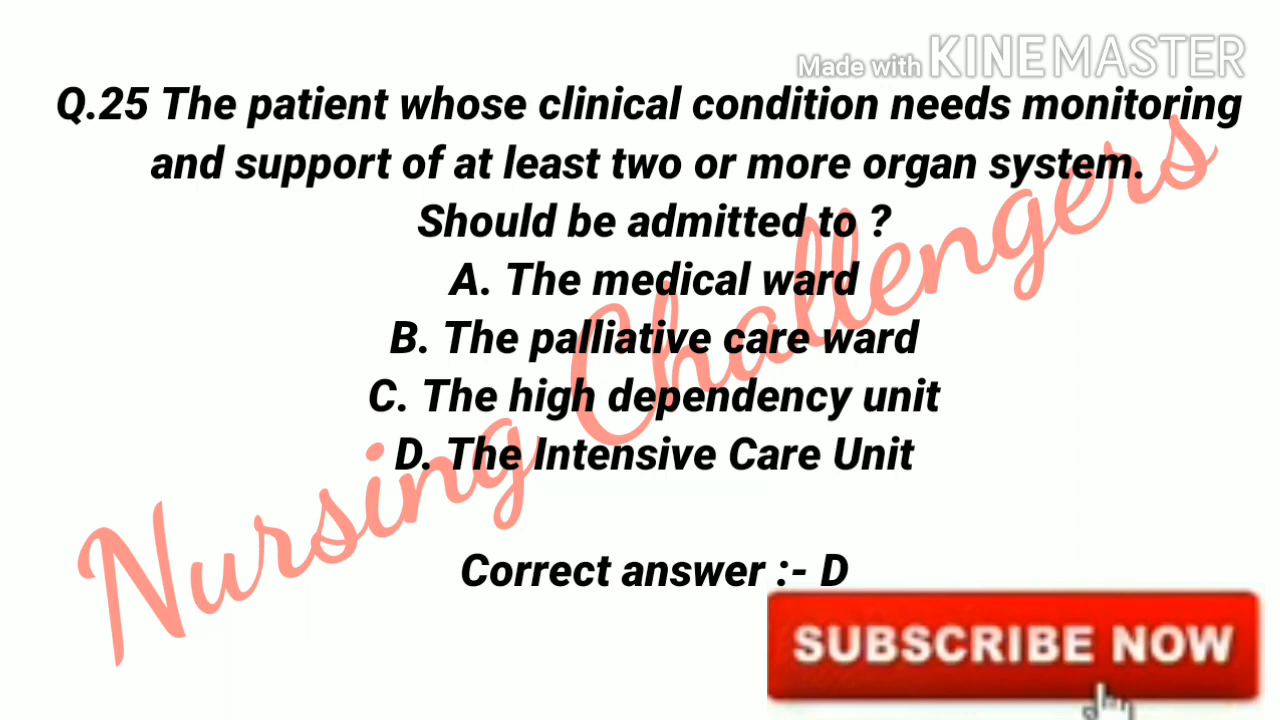 Made with KINEMASTER
Q.25 The patient whose clinical condition needs monitoring
and support of at least two or more organ system.
Should be admitted to ?
A. The medical ward
B. The palliative care ward
C. The high dependency unit
D. The Intensive Care Unit
Nursing Challengers
Correct answer :- D
SUBSCRIBE NOW